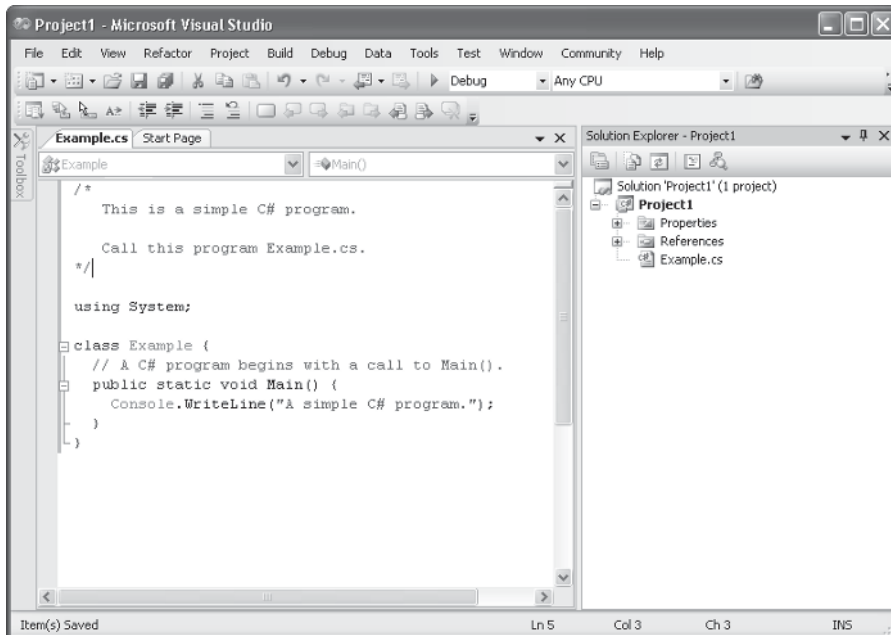 Project1 - Microsoft Visual Studio
File Edit View Refactor Project Build Debug Data Tools Test Window Community Help
Debug Any CPU
Toolbox
Example.cs Start Page
Example Main()
/*
This is a simple C# program.
Call this program Example.cs.
*/
using System;
class Example {
// A C# program begins with a call to Main().
public static void Main() {
Console.WriteLine("A simple C# program.");
}
}
Solution Explorer - Project1
Solution 'Project1' (1 project)
Project1
Properties
References
Example.cs
Item(s) Saved Ln 5 Col 3 Ch 3 INS